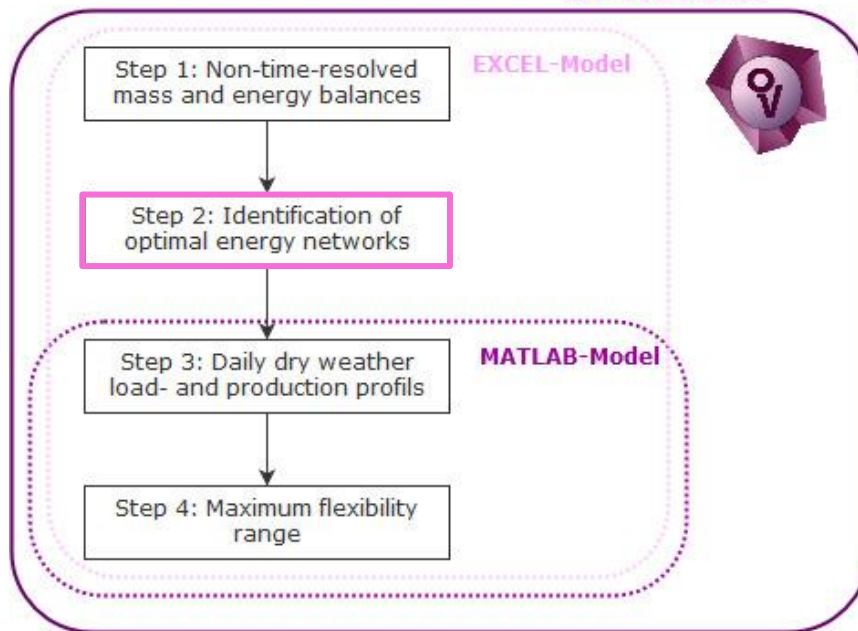 Step 1: Non-time-resolved
mass and energy balances
EXCEL-Model
OV
Step 2: Identification of
optimal energy networks
Step 3: Daily dry weather
load- and production profils
MATLAB-Model
Step 4: Maximum flexibility
range